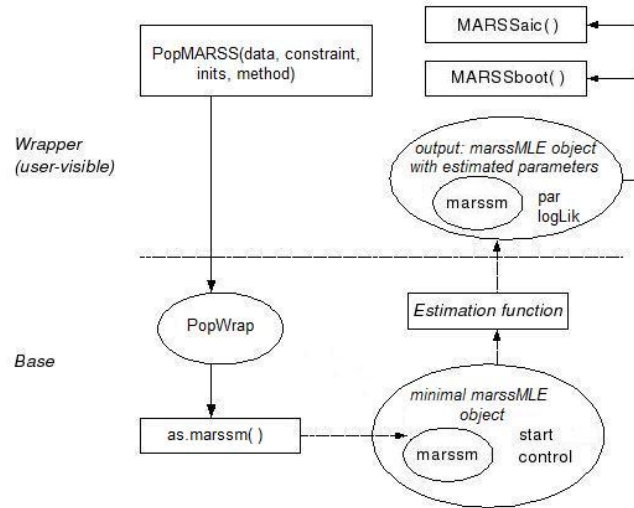 PopMARSS(data, constraint,
inits, method)
MARSSaic( )
MARSSboot( )
Wrapper
(user-visible)
output: marssMLE object
with estimated parameters
marssm
par
logLik
PopWrap
Estimation function
Base
minimal marssMLE
object
as.marssm( )
marssm
start
control